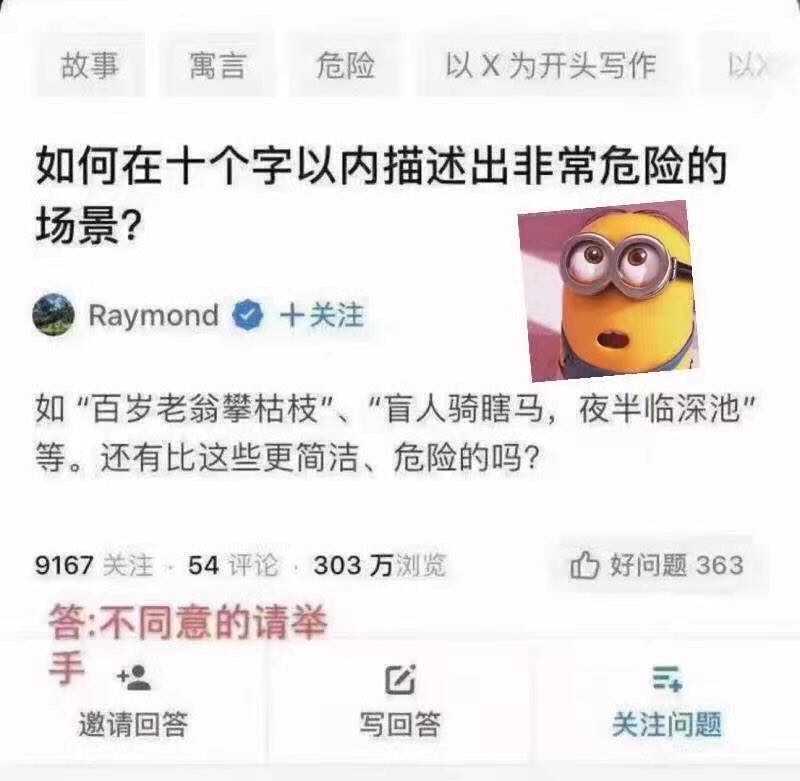 故事 寓言 危险 以 X 为开头写作 以X
如何在十个字以内描述出非常危险的
场景?
Raymond +关注
如 “百岁老翁攀枯枝”、“盲人骑瞎马，夜半临深池”
等。还有比这些更简洁、危险的吗?
9167 关注 · 54 评论 · 303 万浏览 好问题 363
答:不同意的请举
手
邀请回答 写回答 关注问题